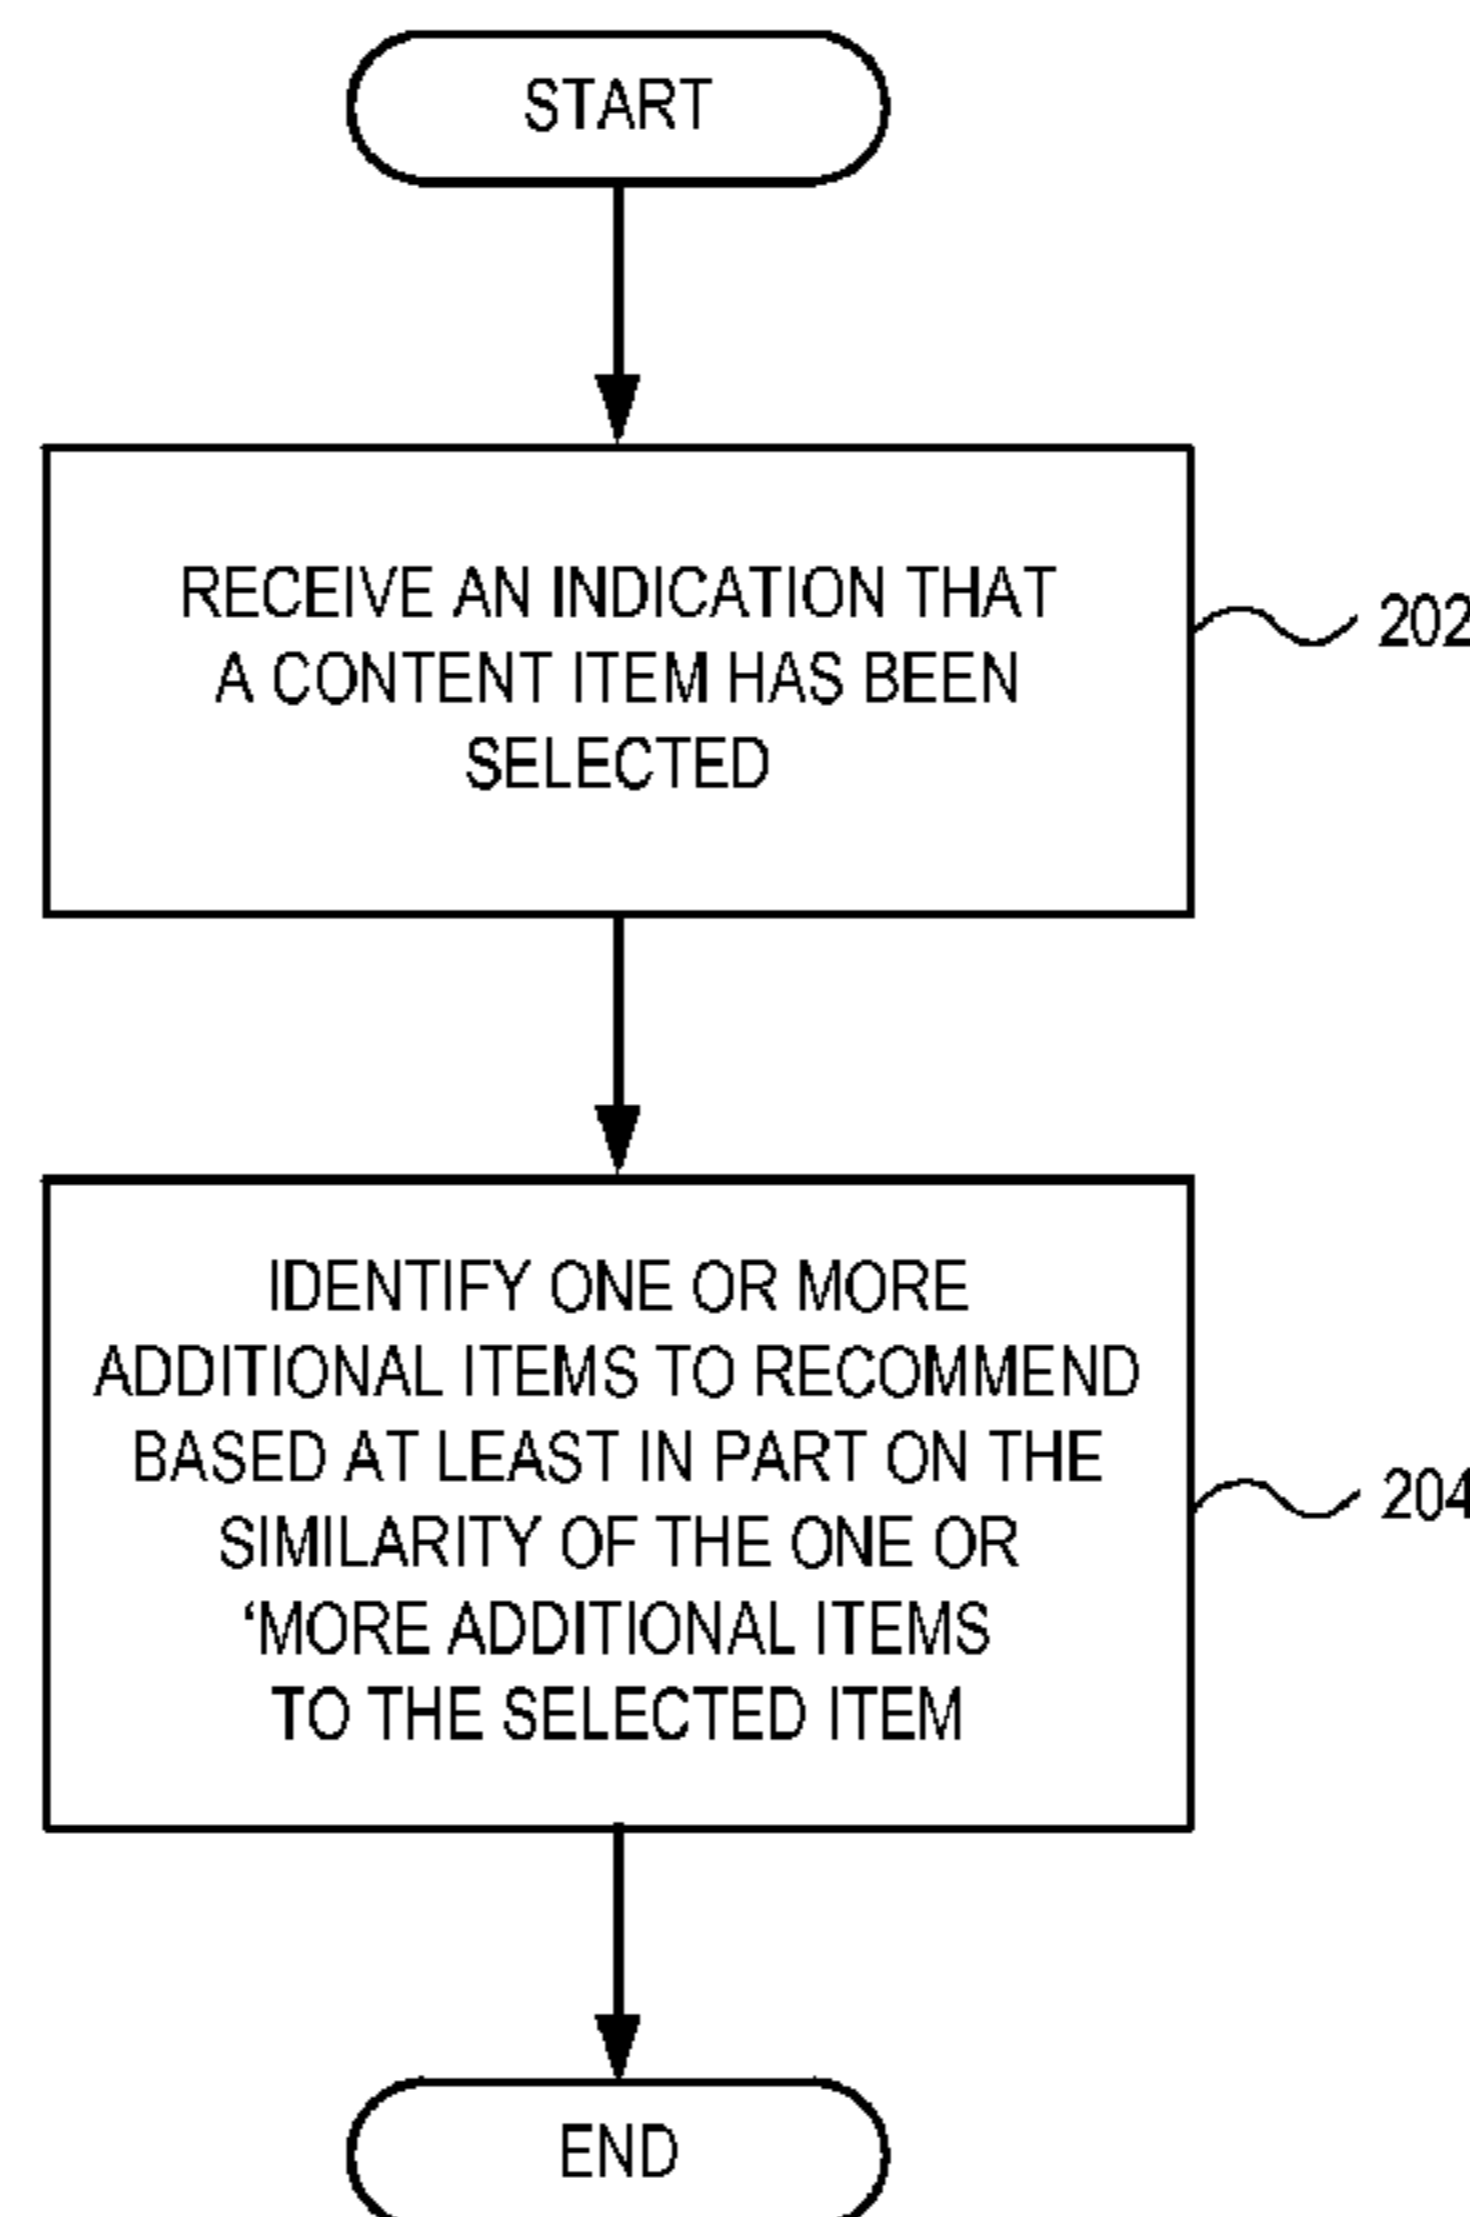 START
RECEIVE AN INDICATION THAT
A CONTENT ITEM HAS BEEN
SELECTED
202
IDENTIFY ONE OR MORE
ADDITIONAL ITEMS TO RECOMMEND
BASED AT LEAST IN PART ON THE
SIMILARITY OF THE ONE OR
‘MORE ADDITIONAL ITEMS
TO THE SELECTED ITEM
204
END